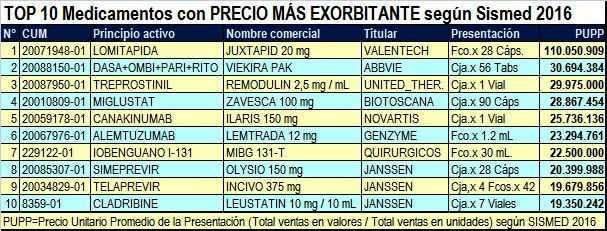 TOP 10 Medicamentos con PRECIO MÁS EXORBITANTE según Sismed 2016
N° CUM Principio activo Nombre comercial Titular Presentación PUPP
1 20071948-01 LOMITAPIDA JUXTAPID 20 mg VALENTECH Fco.x 28 Cáps. 110.050.909
2 20088150-01 DASA+OMBI+PARI+RITO VIEKIRA PAK ABBVIE Cja.x 56 Tabs 30.694.384
3 20087950-01 TREPROSTINIL REMODULIN 2,5 mg / mL UNITED_THER. Cja.x 1 Vial 29.975.000
4 20010809-01 MIGLUSTAT ZAVESCA 100 mg BIOTOSCANA Cja.x 90 Cáps 28.867.454
5 20059178-01 CANAKINUMAB ILARIS 150 mg NOVARTIS Cja.x 1 Vial 25.736.136
6 20067976-01 ALEMTUZUMAB LEMTRADA 12 mg GENZYME Fco.x 1.2 mL 23.294.761
7 229122-01 IOBENGUANO I-131 MIBG 131-T QUIRURGICOS Fco.x 30 mL. 22.500.000
8 20085307-01 SIMEPREVIR OLYSIO 150 mg JANSSEN Cja.x 28 Cáps 20.399.988
9 20034829-01 TELAPREVIR INCIVO 375 mg JANSSEN Cja,x 4 Fcos.x 42 19.679.856
10 8359-01 CLADRIBINE LEUSTATIN 10 mg / 10 mL JANSSEN Cja.x 7 Viales 19.350.242
PUPP=Precio Unitario Promedio de la Presentación (Total ventas en valores / Total ventas en unidades) según SISMED 2016